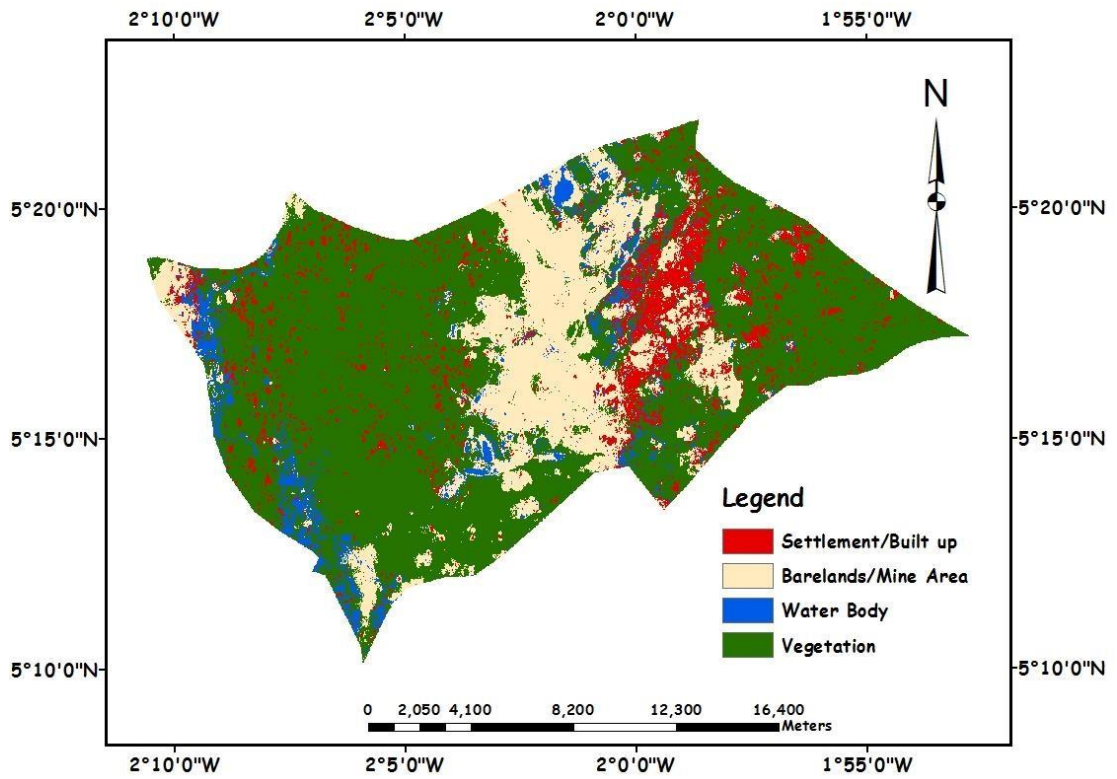 2°10'0"W 2°5'0"W 2°0'0"W 1°55'0"W
N
5°20'0"N 5°20'0"N
5°15'0"N 5°15'0"N
Legend
Settlement/Built up
Barelands/Mine Area
Water Body
Vegetation
5°10'0"N 5°10'0"N
0 2,050 4,100 8,200 12,300 16,400
Meters
2°10'0"W 2°5'0"W 2°0'0"W 1°55'0"W